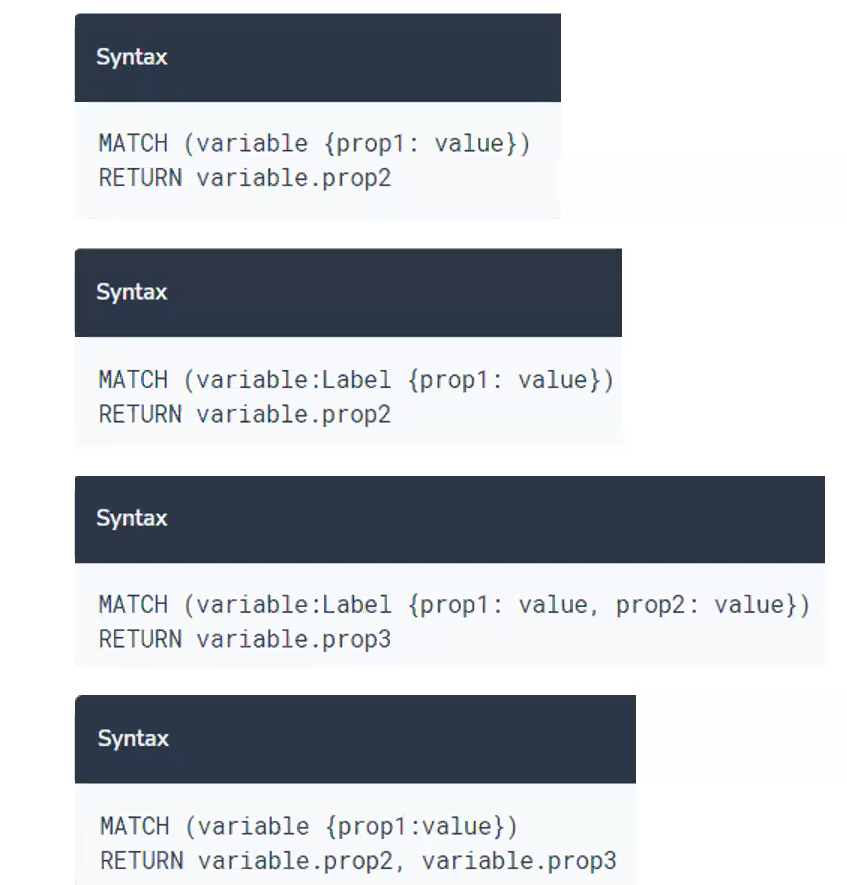 Syntax
MATCH (variable {prop1: value})
RETURN variable.prop2
Syntax
MATCH (variable:Label {prop1: value})
RETURN variable.prop2
Syntax
MATCH (variable:Label {prop1: value, prop2: value})
RETURN variable.prop3
Syntax
MATCH (variable {prop1:value})
RETURN variable.prop2, variable.prop3